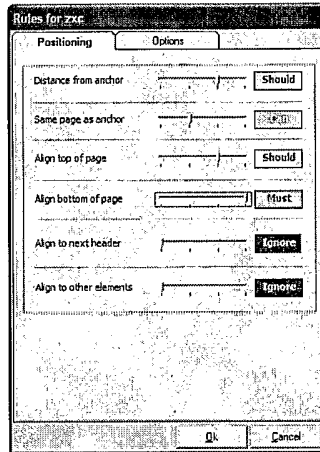 Rules for zxc
Positioning Options
Distance from anchor Should
Same page as anchor
Align top of page Should
Align bottom of page Must
Align to next header Ignore
Align to other elements Ignore
Ok Cancel